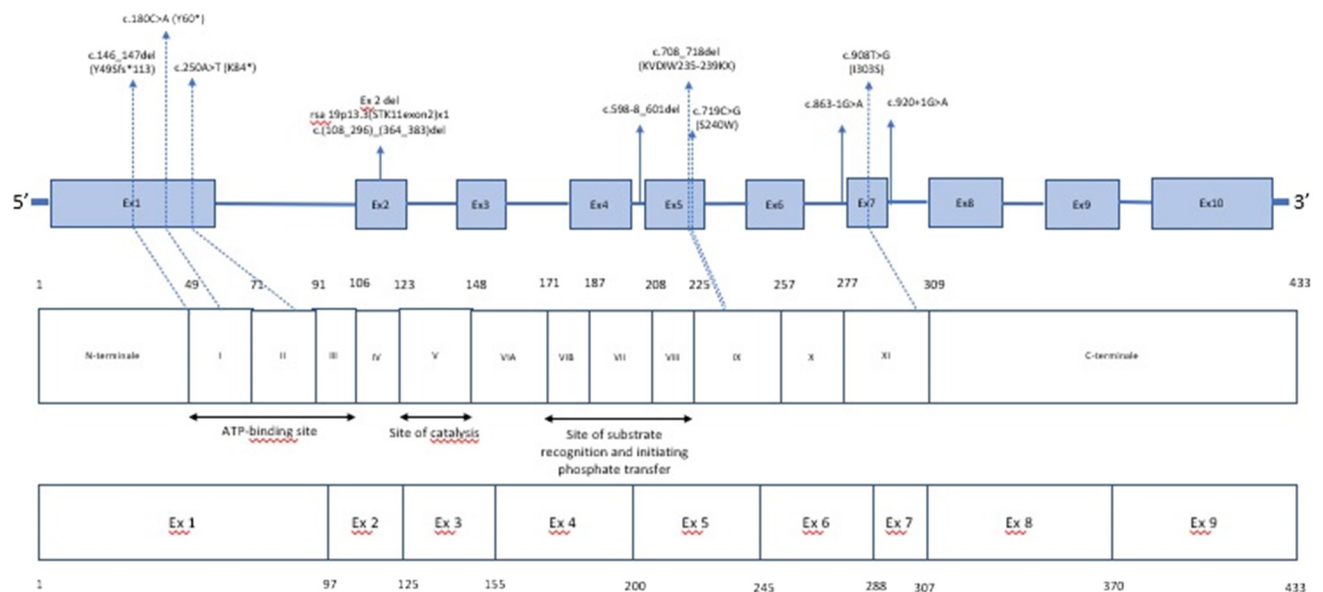 c.180C>A (Y60*)
c.146_147del
(Y49Sfs*113)
c.250A>T (K84*)
Ex 2 del
rsa 19p13.3(STK11exon2)x1
c.(108_296)_(364_383)del
c.598-8_601del
c.708_718del
(KVDIW235-239KX)
c.719C>G
(S240W)
c.863-1G>A
c.908T>G
(I303S)
c.920+1G>A
5’ Ex1 Ex2 Ex3 Ex4 Ex5 Ex6 Ex7 Ex8 Ex9 Ex10 3’
1 49 71 91 106 123 148 171 187 208 225 257 277 309 433
N-terminale I II III IV V VIA VIB VII VIII IX X XI C-terminale
ATP-binding site
Site of catalysis
Site of substrate
recognition and initiating
phosphate transfer
Ex 1 Ex 2 Ex 3 Ex 4 Ex 5 Ex 6 Ex 7 Ex 8 Ex 9
1 97 125 155 200 245 288 307 370 433